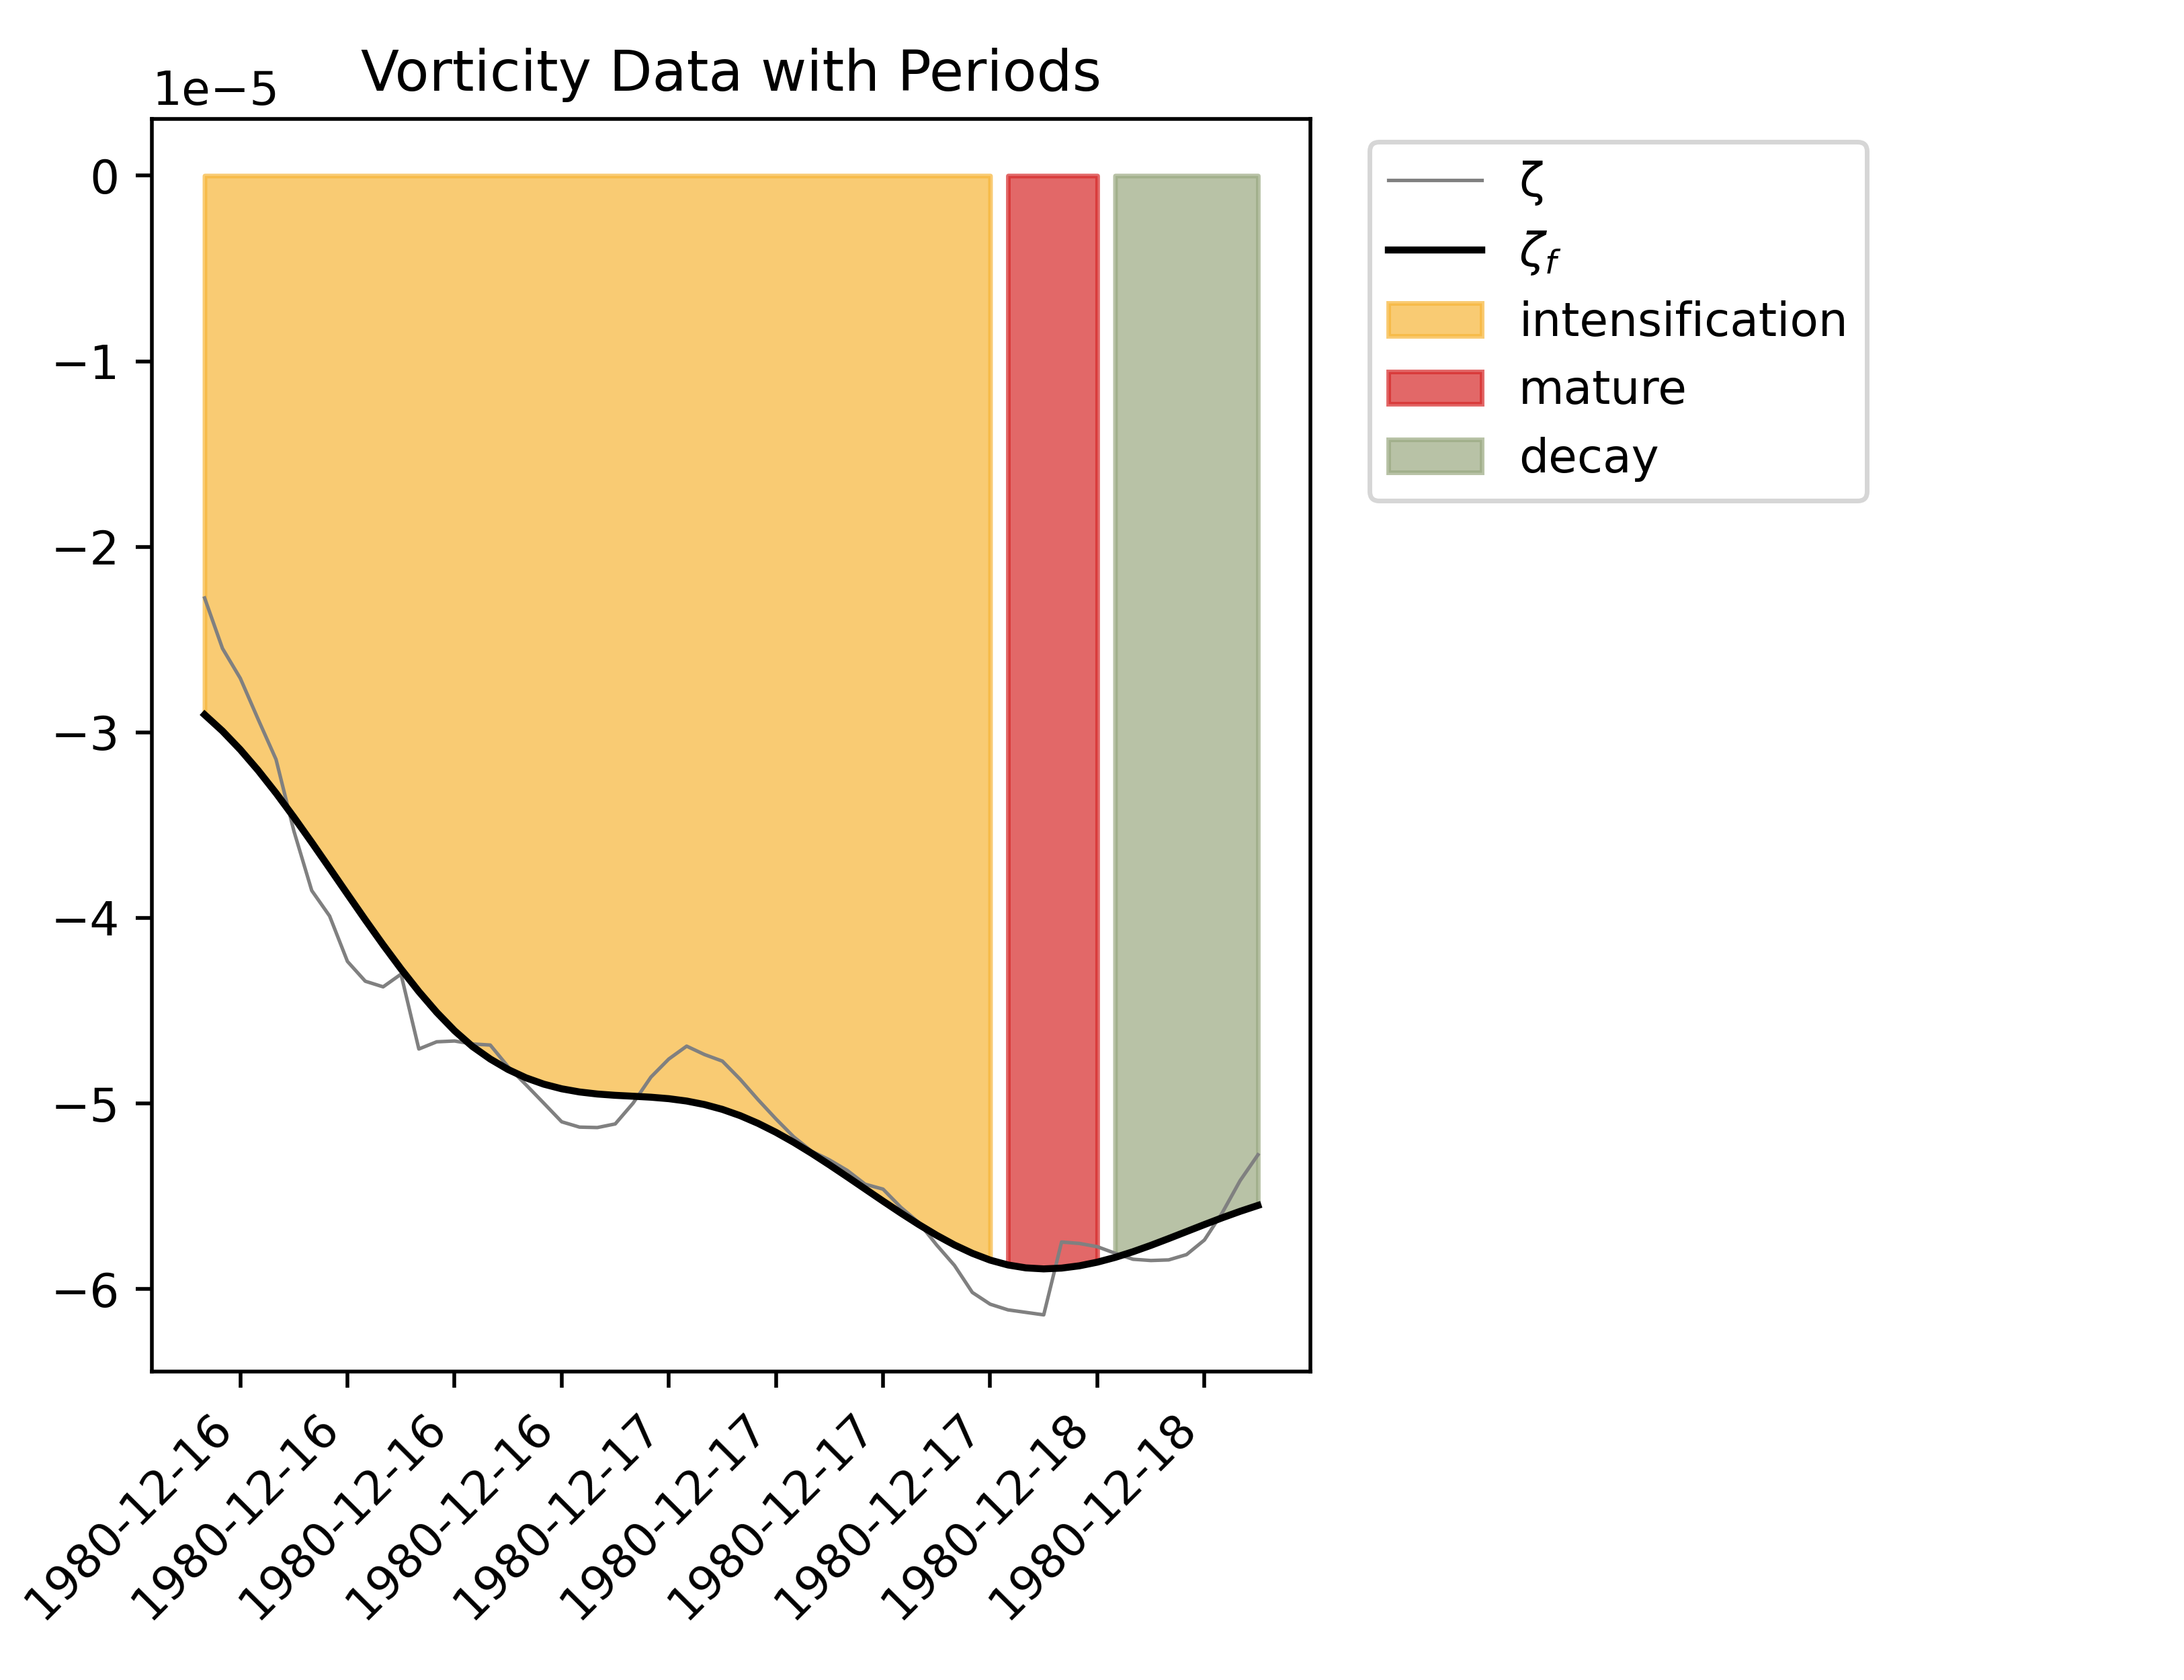 Vorticity Data with Periods
1e−5
0
−1
−2
−3
−4
−5
−6
1980-12-16
1980-12-16
1980-12-16
1980-12-16
1980-12-17
1980-12-17
1980-12-17
1980-12-17
1980-12-18
1980-12-18
ζ
ζf
intensification
mature
decay